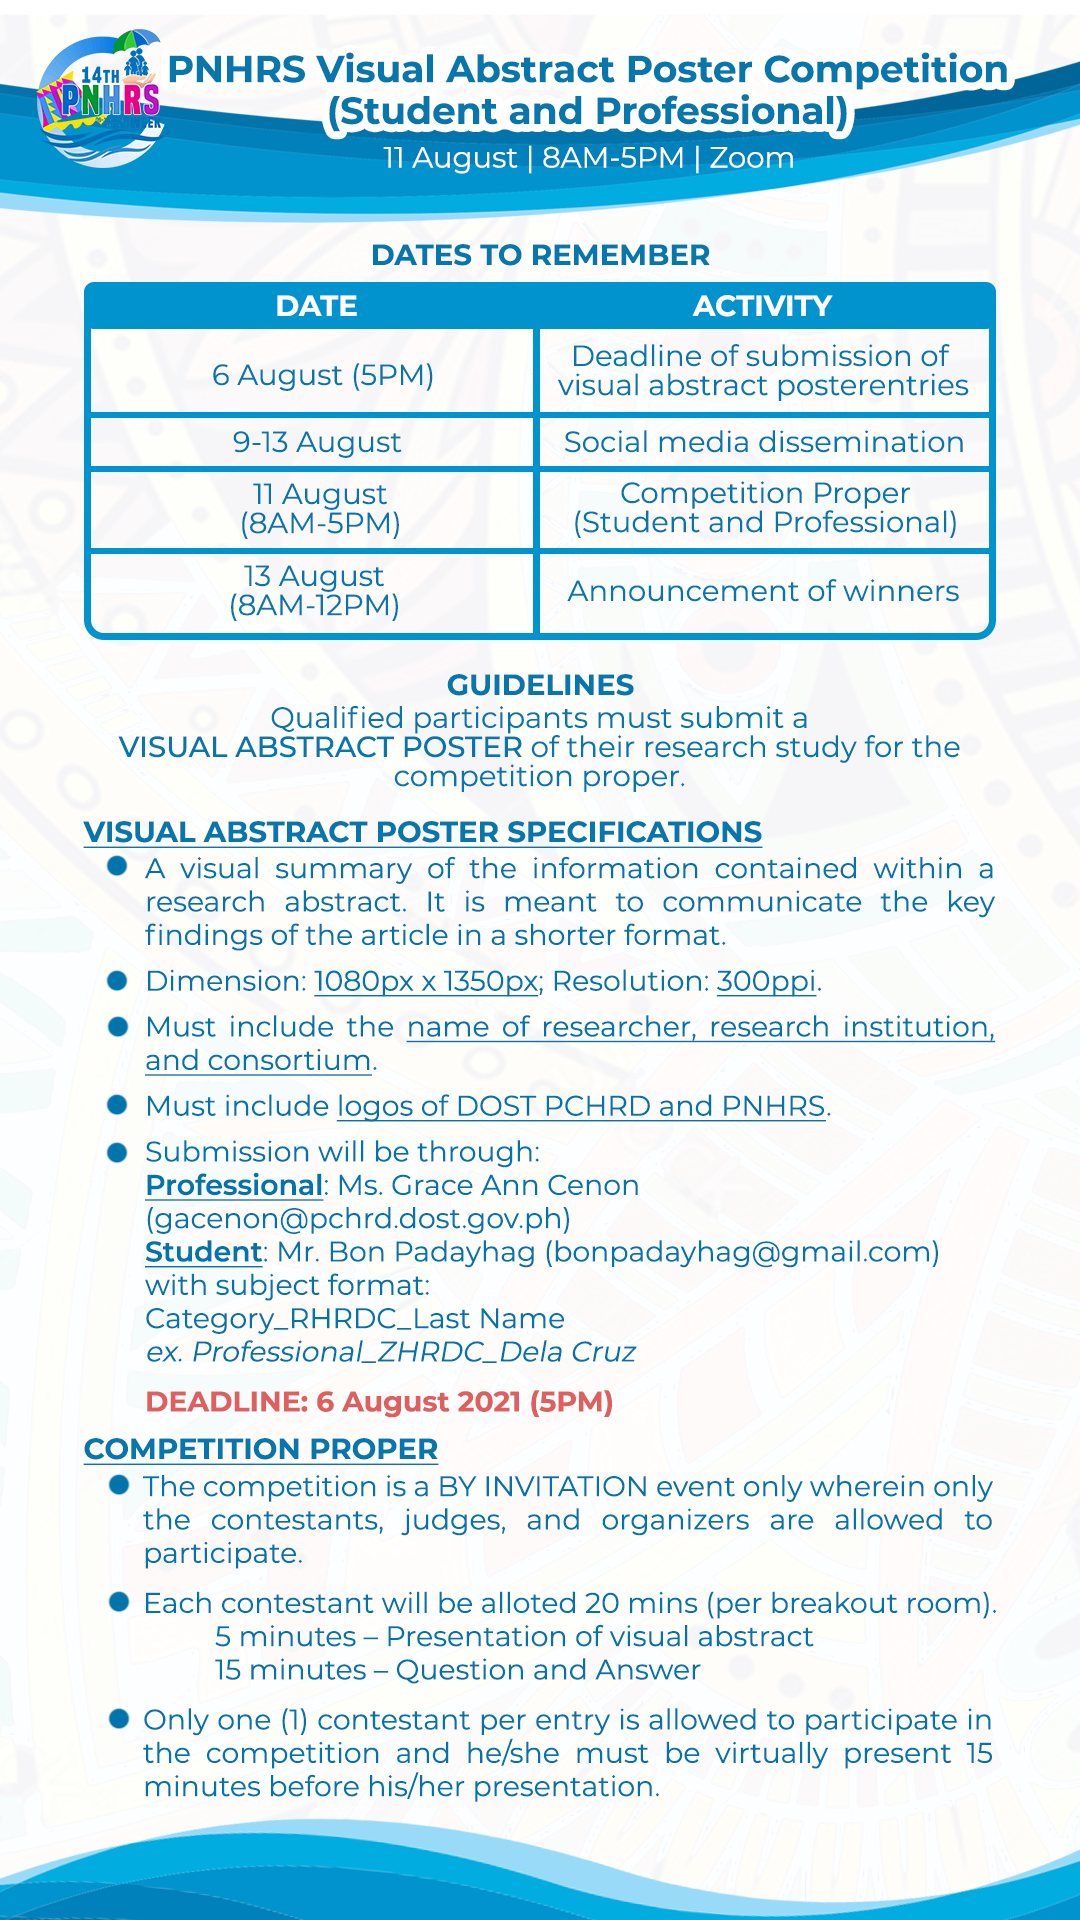 14TH
PNHRS
PNHRS Visual Abstract Poster Competition
(Student and Professional)
11 August | 8AM-5PM | Zoom
DATES TO REMEMBER
DATE
ACTIVITY
6 August (5PM)
Deadline of submission of
visual abstract posterentries
9-13 August
Social media dissemination
11 August
(8AM-5PM)
Competition Proper
(Student and Professional)
13 August
(8AM-12PM)
Announcement of winners
GUIDELINES
Qualified participants must submit a
VISUAL ABSTRACT POSTER of their research study for the
competition proper.
VISUAL ABSTRACT POSTER SPECIFICATIONS
A visual summary of the information contained within a
research abstract. It is meant to communicate the key
findings of the article in a shorter format.
Dimension: 1080px x 1350px; Resolution: 300ppi.
Must include the name of researcher, research institution,
and consortium.
Must include logos of DOST PCHRD and PNHRS.
Submission will be through:
Professional: Ms. Grace Ann Cenon
(gacenon@pchrd.dost.gov.ph)
Student: Mr. Bon Padayhag (bonpadayhag@gmail.com)
with subject format:
Category_RHRDC_Last Name
ex. Professional_ZHRDC_Dela Cruz
DEADLINE: 6 August 2021 (5PM)
COMPETITION PROPER
The competition is a BY INVITATION event only wherein only
the contestants, judges, and organizers are allowed to
participate.
Each contestant will be alloted 20 mins (per breakout room).
5 minutes – Presentation of visual abstract
15 minutes – Question and Answer
Only one (1) contestant per entry is allowed to participate in
the competition and he/she must be virtually present 15
minutes before his/her presentation.